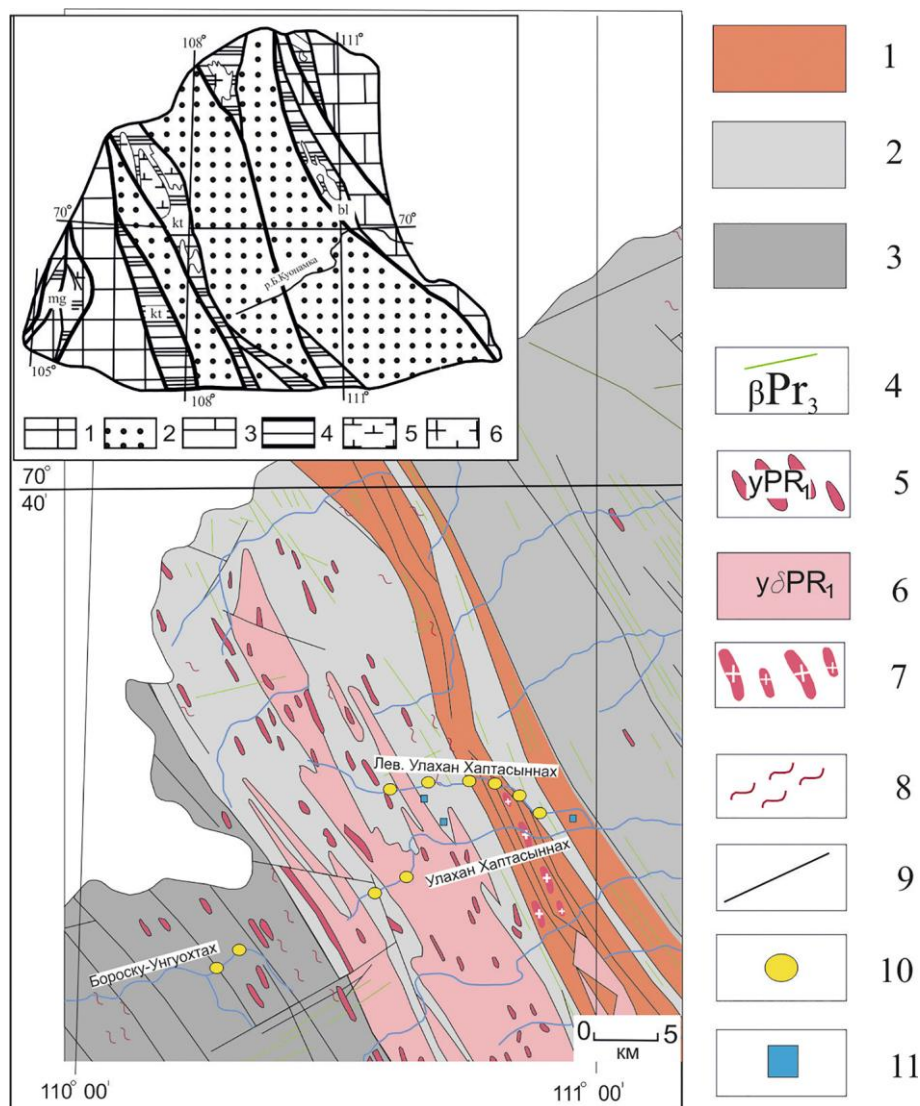 108°
111°
70°
kt
bl
70°
р.Б.Куонамка
mg
kt
105°
108°
111°
1 2 3 4 5 6
70°
40'
Лев. Улахан Хаптасыннах
Улахан Хаптасыннах
Бороску-Унгуохтах
0 5
км
110° 00'
111° 00'
1
2
3
βPr₃ 4
yPR₁ 5
yδPR₁ 6
7
8
9
10
11